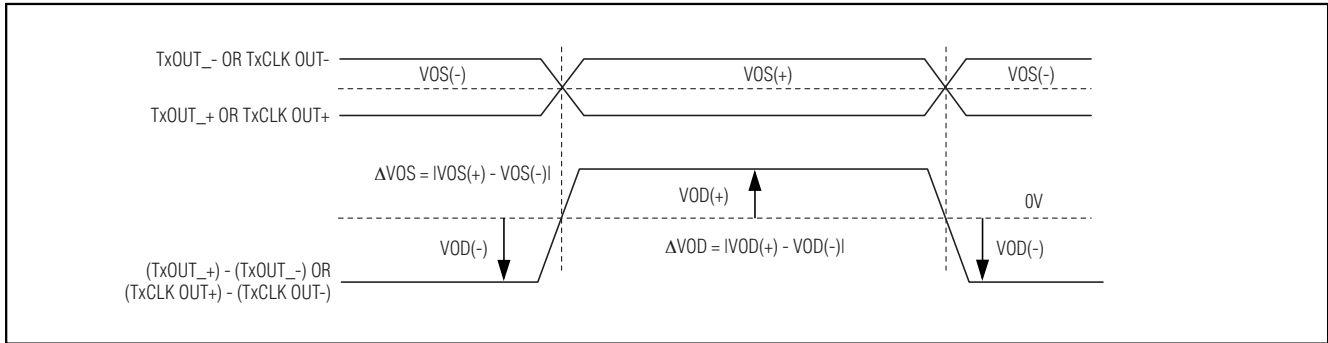 TxOUT_- OR TxCLK OUT-
VOS(-)
VOS(+)
VOS(-)
TxOUT_+ OR TxCLK OUT+
ΔVOS = |VOS(+) - VOS(-)|
VOD(+)
0V
VOD(-)
ΔVOD = |VOD(+) - VOD(-)|
VOD(-)
(TxOUT_+) - (TxOUT_-) OR
(TxCLK OUT+) - (TxCLK OUT-)